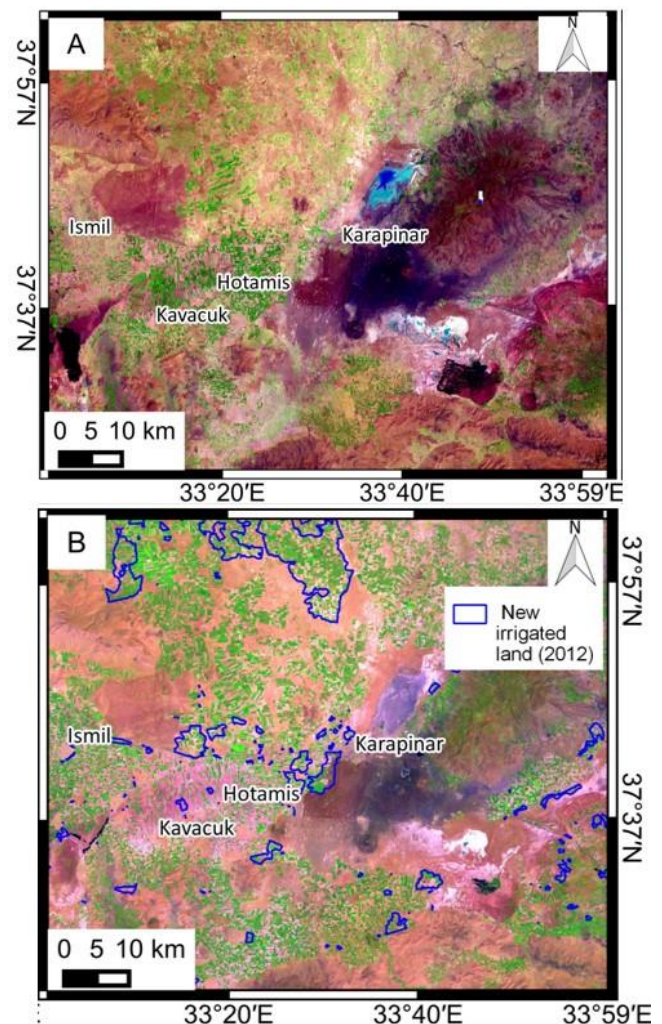 A
N
37°57'N
Ismil
Karapinar
Hotamis
37°37'N
Kavacuk
0 5 10 km
33°20'E 33°40'E 33°59'E
B
N
37°57'N
New
irrigated
land (2012)
Ismil
Karapinar
Hotamis
37°37'N
Kavacuk
0 5 10 km
33°20'E 33°40'E 33°59'E